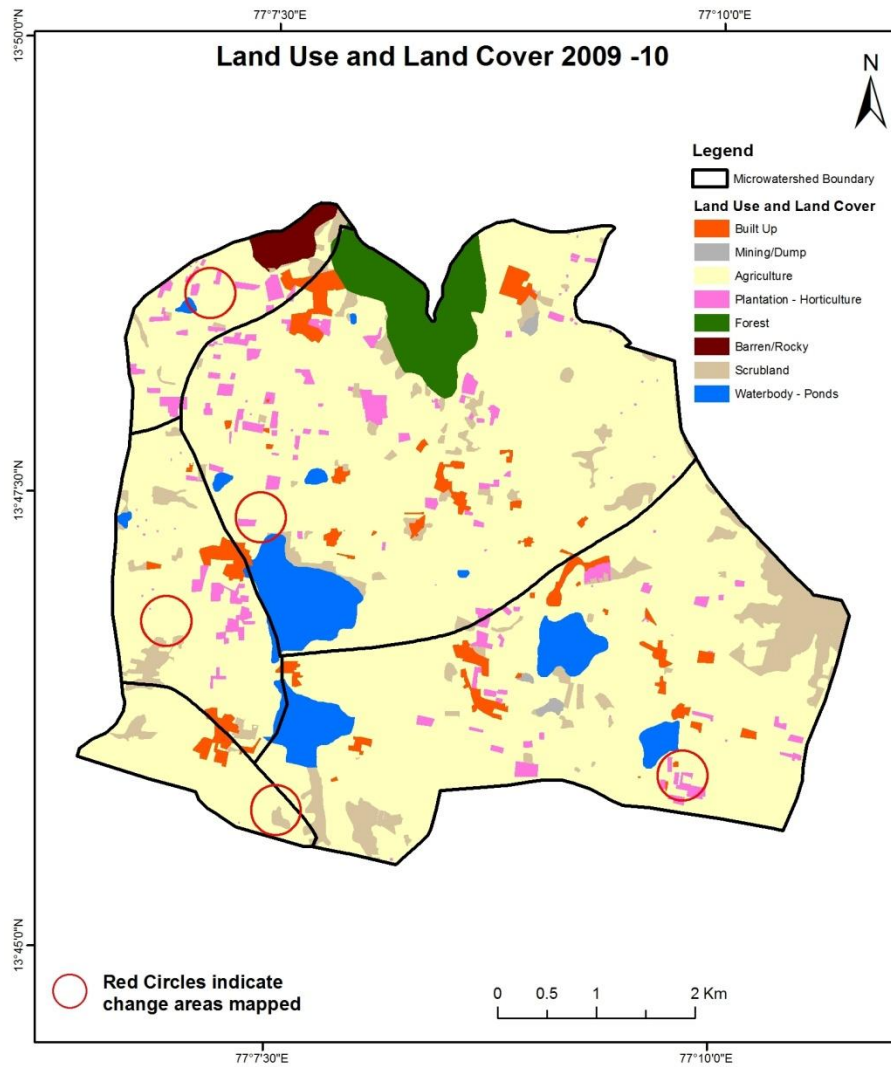 77°7'30"E
77°10'0"E
13°50'0"N
Land Use and Land Cover 2009 -10
N
Legend
Microwatershed Boundary
Land Use and Land Cover
Built Up
Mining/Dump
Agriculture
Plantation - Horticulture
Forest
Barren/Rocky
Scrubland
Waterbody - Ponds
13°47'30"N
13°45'0"N
Red Circles indicate
change areas mapped
0 0.5 1 2 Km
77°7'30"E
77°10'0"E